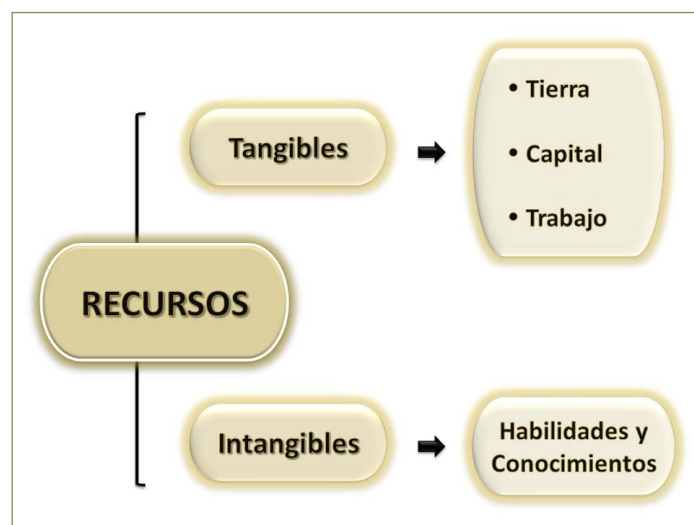 RECURSOS
Tangibles
• Tierra
• Capital
• Trabajo
Intangibles
Habilidades y
Conocimientos